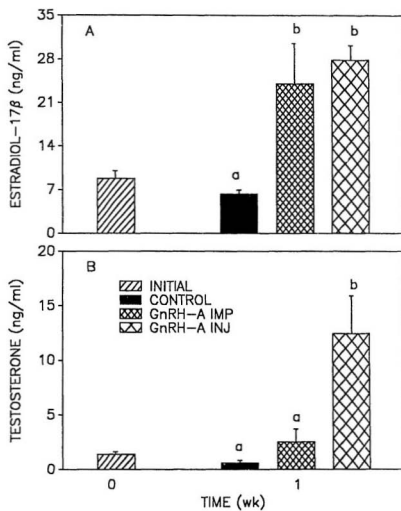 A
ESTRADIOL-17β (ng/ml)
35
28
21
14
7
0
a
b
b
B
TESTOSTERONE (ng/ml)
20
15
10
5
0
INITIAL
CONTROL
GnRH-A IMP
GnRH-A INJ
a
a
b
0
1
TIME (wk)